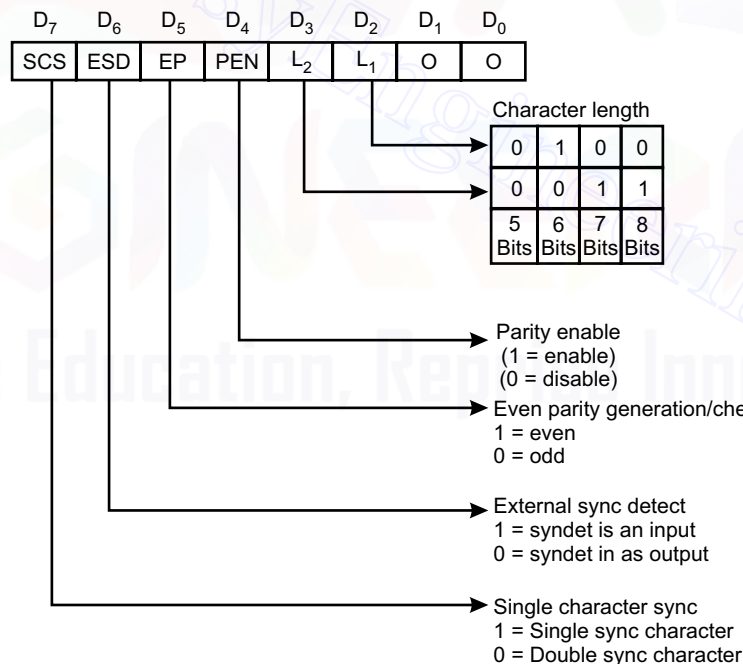 D7 D6 D5 D4 D3 D2 D1 D0
SCS ESD EP PEN L2 L1 O O
Character length
0 1 0 0
0 0 1 1
5 6 7 8
Bits Bits Bits Bits
Parity enable
(1 = enable)
(0 = disable)
Even parity generation/che
1 = even
0 = odd
External sync detect
1 = syndet is an input
0 = syndet in as output
Single character sync
1 = Single sync character
0 = Double sync character
Education,